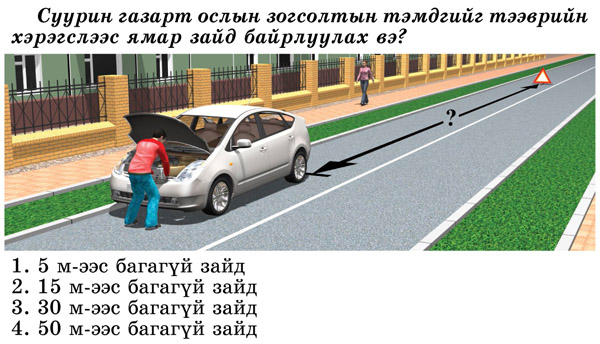 Суурин газарт ослын зогсолтын тэмдгийг тээврийн
хэрэгслээс ямар зайд байрлуулах вэ?
?
1. 5 м-ээс багагүй зайд
2. 15 м-ээс багагүй зайд
3. 30 м-ээс багагүй зайд
4. 50 м-ээс багагүй зайд